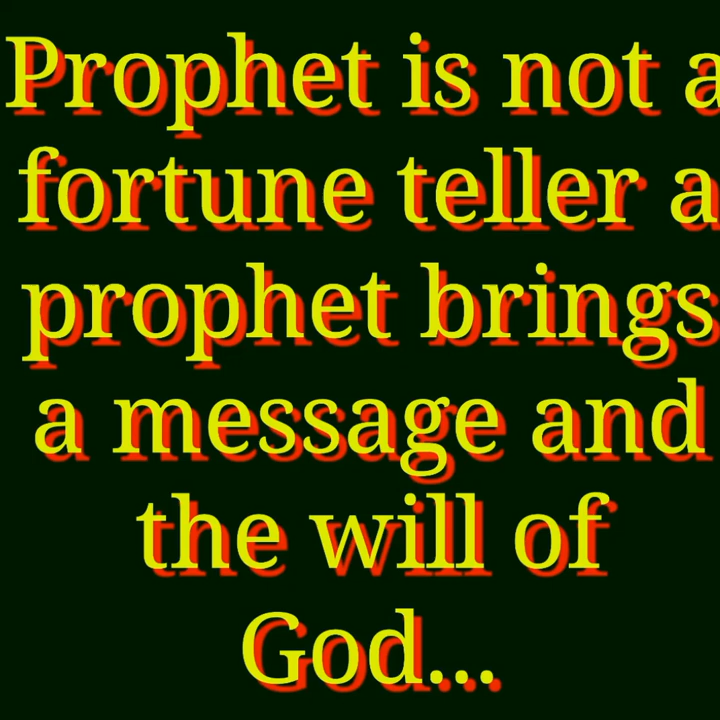 Prophet is not a
fortune teller a
prophet brings
a message and
the will of
God...